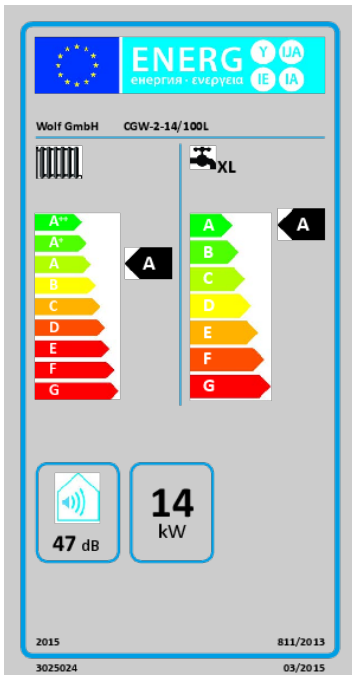 ENERG Y IJA
енергия · ενεργεια IE IA
Wolf GmbH CGW-2-14/100L
XL
A++
A+
A
B
C
D
E
F
G
A
A
B
C
D
E
F
G
A
47 dB
14
kW
2015 811/2013
3025024 03/2015